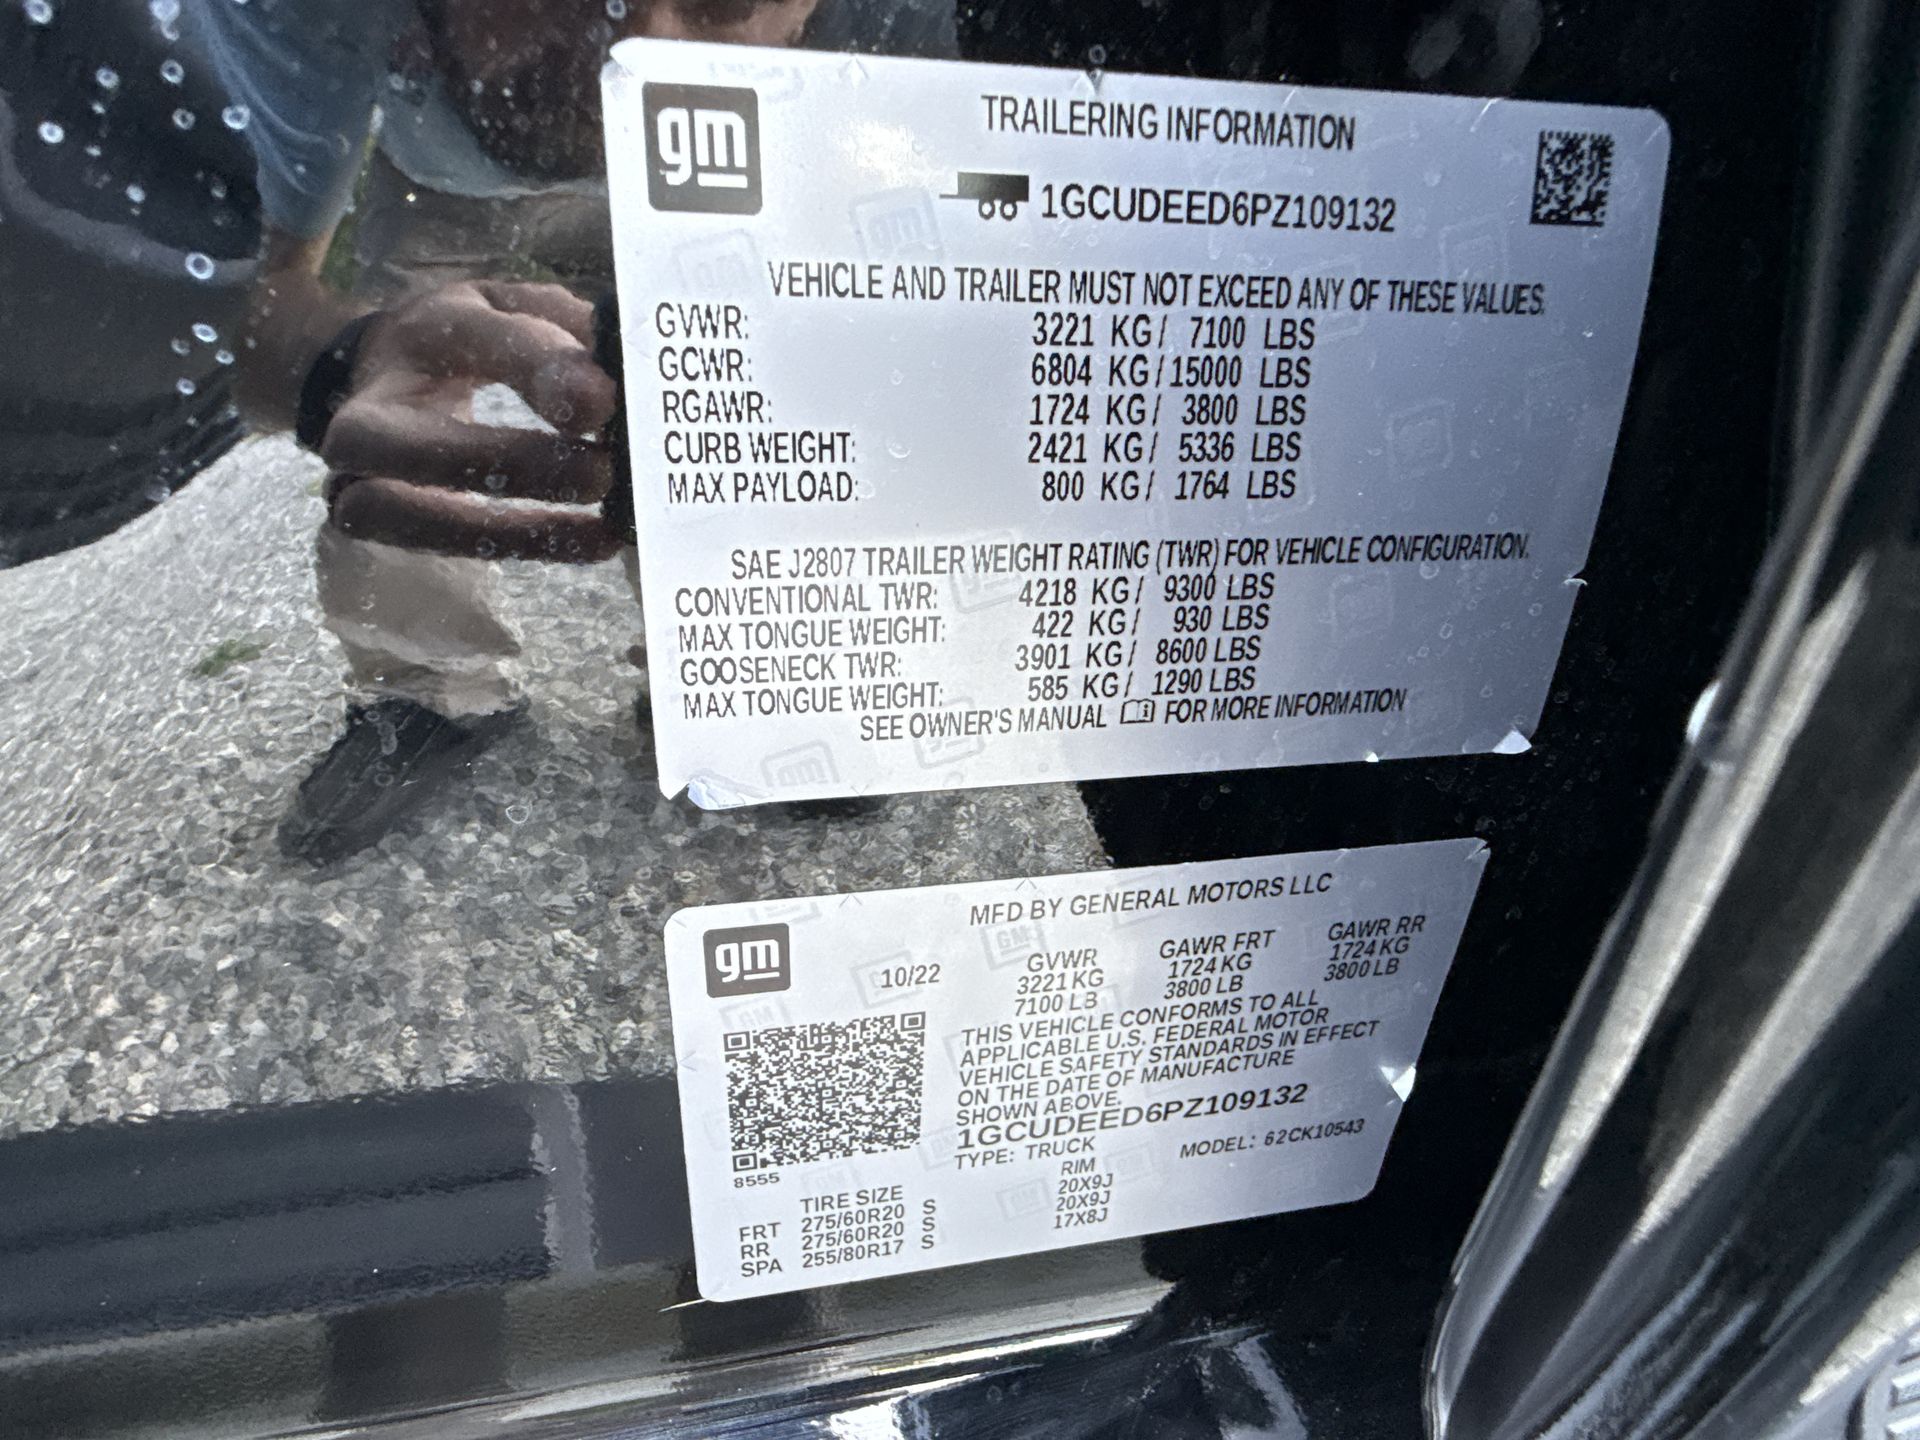 gm
TRAILERING INFORMATION
1GCUDEED6PZ109132
VEHICLE AND TRAILER MUST NOT EXCEED ANY OF THESE VALUES.
GVWR: 3221 KG / 7100 LBS
GCWR: 6804 KG / 15000 LBS
RGAWR: 1724 KG / 3800 LBS
CURB WEIGHT: 2421 KG / 5336 LBS
MAX PAYLOAD: 800 KG / 1764 LBS
SAE J2807 TRAILER WEIGHT RATING (TWR) FOR VEHICLE CONFIGURATION.
CONVENTIONAL TWR: 4218 KG / 9300 LBS
MAX TONGUE WEIGHT: 422 KG / 930 LBS
GOOSENECK TWR: 3901 KG / 8600 LBS
MAX TONGUE WEIGHT: 585 KG / 1290 LBS
SEE OWNER'S MANUAL FOR MORE INFORMATION
gm
MFD BY GENERAL MOTORS LLC
10/22
GVWR GAWR FRT GAWR RR
3221 KG 1724 KG 1724 KG
7100 LB 3800 LB 3800 LB
THIS VEHICLE CONFORMS TO ALL
APPLICABLE U.S. FEDERAL MOTOR
VEHICLE SAFETY STANDARDS IN EFFECT
ON THE DATE OF MANUFACTURE
SHOWN ABOVE.
1GCUDEED6PZ109132
TYPE: TRUCK MODEL: 62CK10543
8555
TIRE SIZE RIM
FRT 275/60R20 S 20X9J
RR 275/60R20 S 20X9J
SPA 255/80R17 S 17X8J